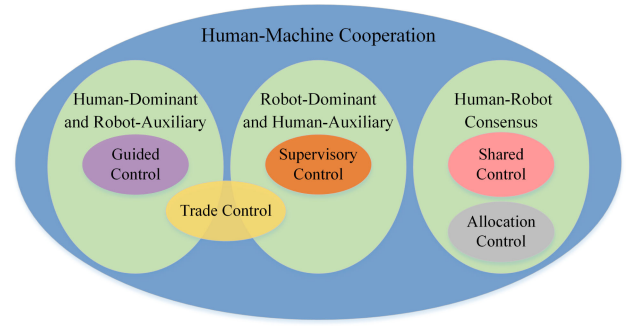 Human-Machine Cooperation
Human-Dominant
and Robot-Auxiliary
Guided
Control
Robot-Dominant
and Human-Auxiliary
Supervisory
Control
Trade Control
Human-Robot
Consensus
Shared
Control
Allocation
Control